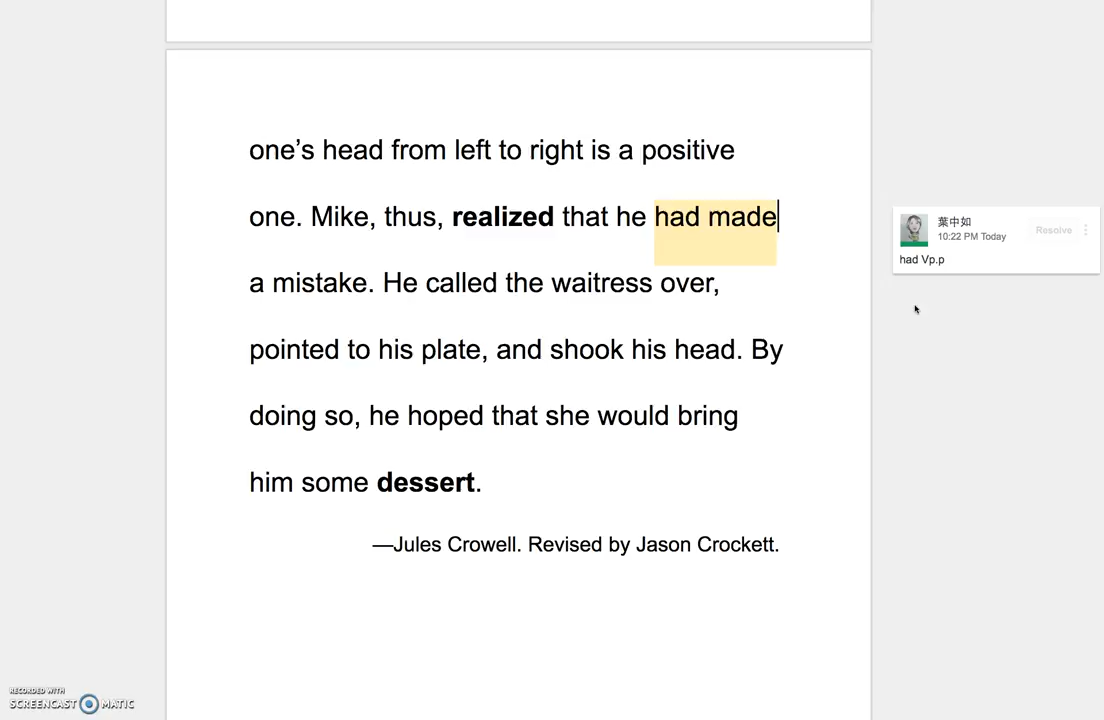 one’s head from left to right is a positive
one. Mike, thus, realized that he had made
a mistake. He called the waitress over,
pointed to his plate, and shook his head. By
doing so, he hoped that she would bring
him some dessert.
—Jules Crowell. Revised by Jason Crockett.
葉中如
10:22 PM Today
Resolve
had Vp.p
RECORDED WITH
SCREENCAST MATIC